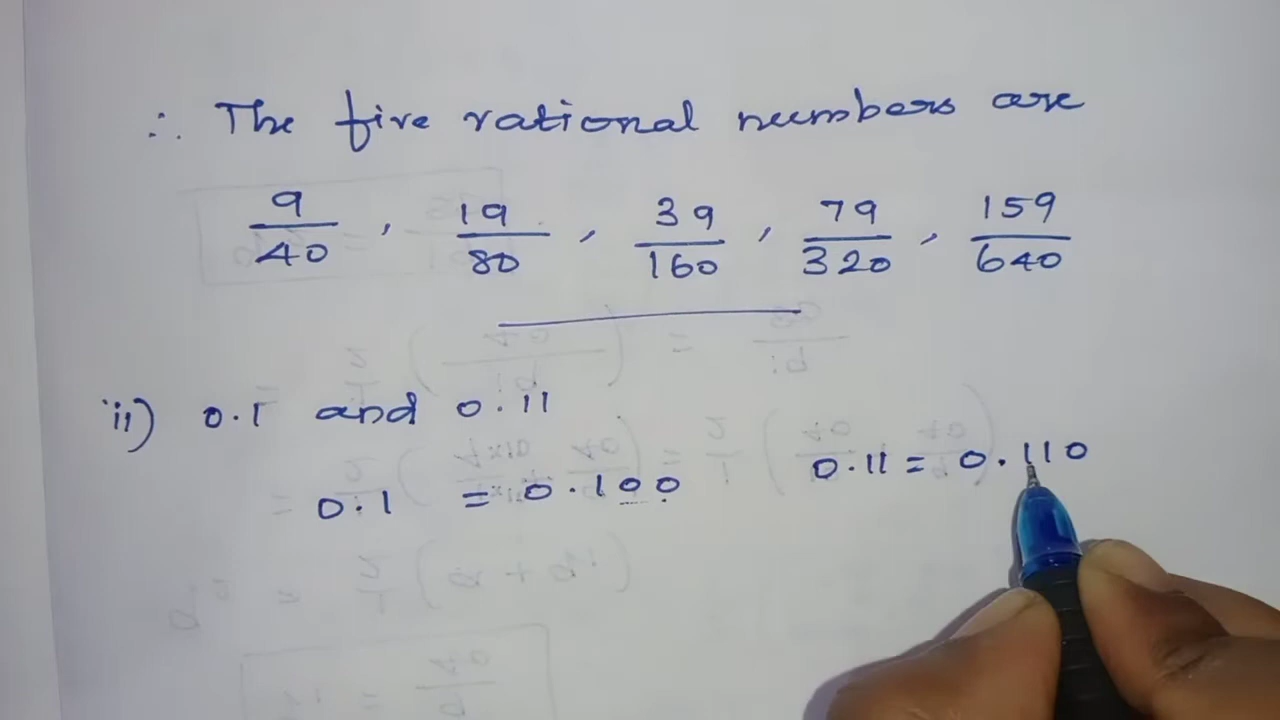 ∴ The five rational numbers are
9/40 , 19/80 , 39/160 , 79/320 , 159/640
ii) 0.1 and 0.11
0.1 = 0.100 0.11 = 0.110